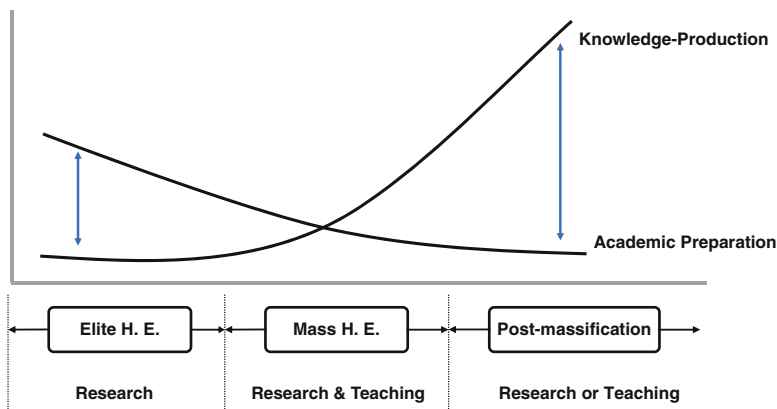 Knowledge-Production
Academic Preparation
Elite H. E.
Mass H. E.
Post-massification
Research
Research & Teaching
Research or Teaching